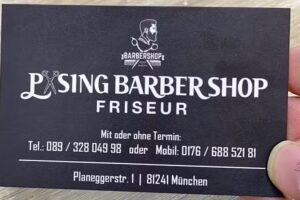 BARBERSHOP
PASING BARBER SHOP
FRISEUR
Mit oder ohne Termin:
Tel.: 089 / 328 049 98 oder Mobil: 0176 / 688 521 81
Planeggerstr. 1 | 81241 München